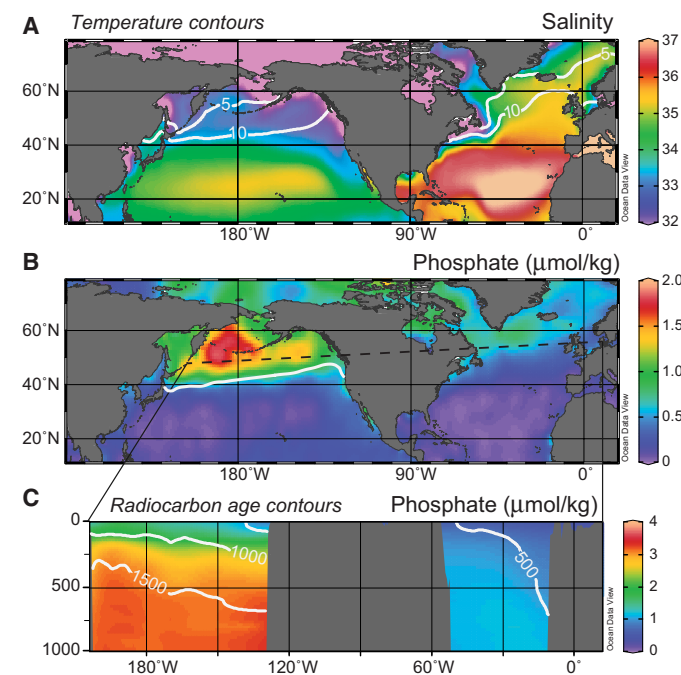 A Temperature contours Salinity
5
10
5
10
60˚N
40˚N
20˚N
180˚W 90˚W 0˚
37
36
35
34
33
32
Ocean Data View
B Phosphate (μmol/kg)
60˚N
40˚N
20˚N
180˚W 90˚W 0˚
2.0
1.5
1.0
0.5
0
Ocean Data View
C Radiocarbon age contours Phosphate (μmol/kg)
0
500
1000
1000
1500
500
180˚W 120˚W 60˚W 0˚
4
3
2
1
0
Ocean Data View